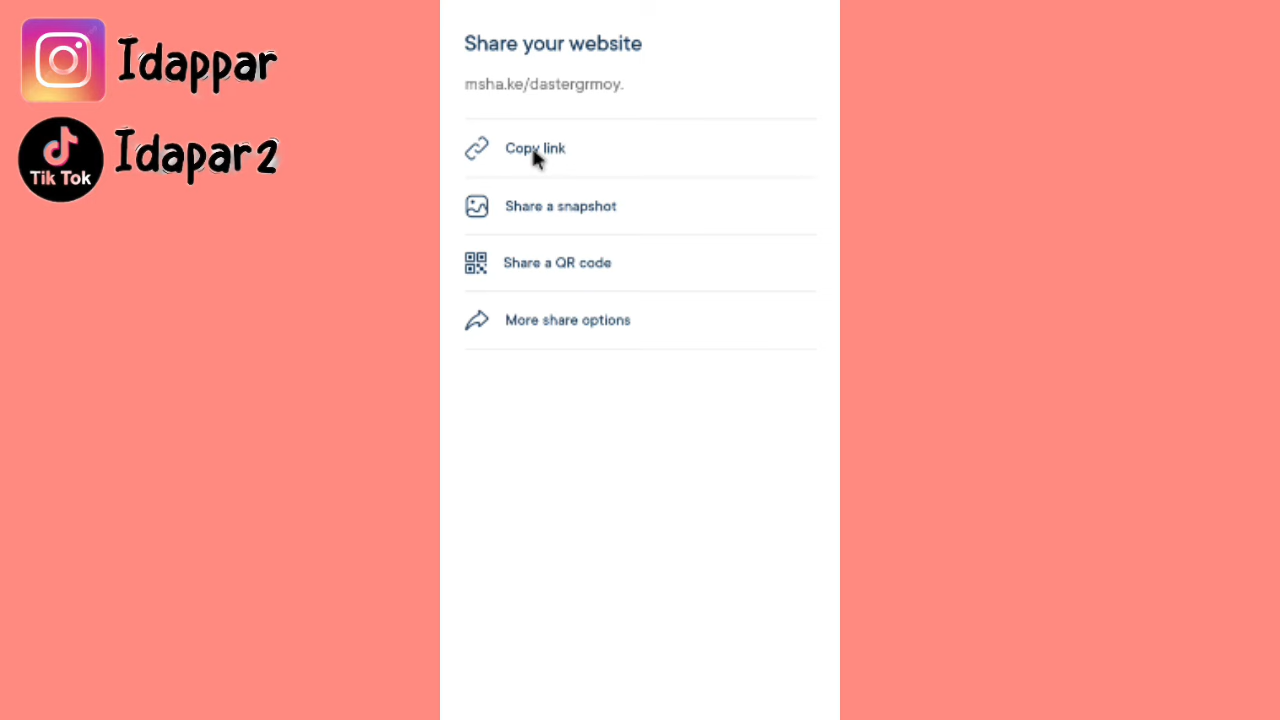 Idappar
Tik Tok
Idapar2
Share your website
msha.ke/dastergrmoy.
Copy link
Share a snapshot
Share a QR code
More share options